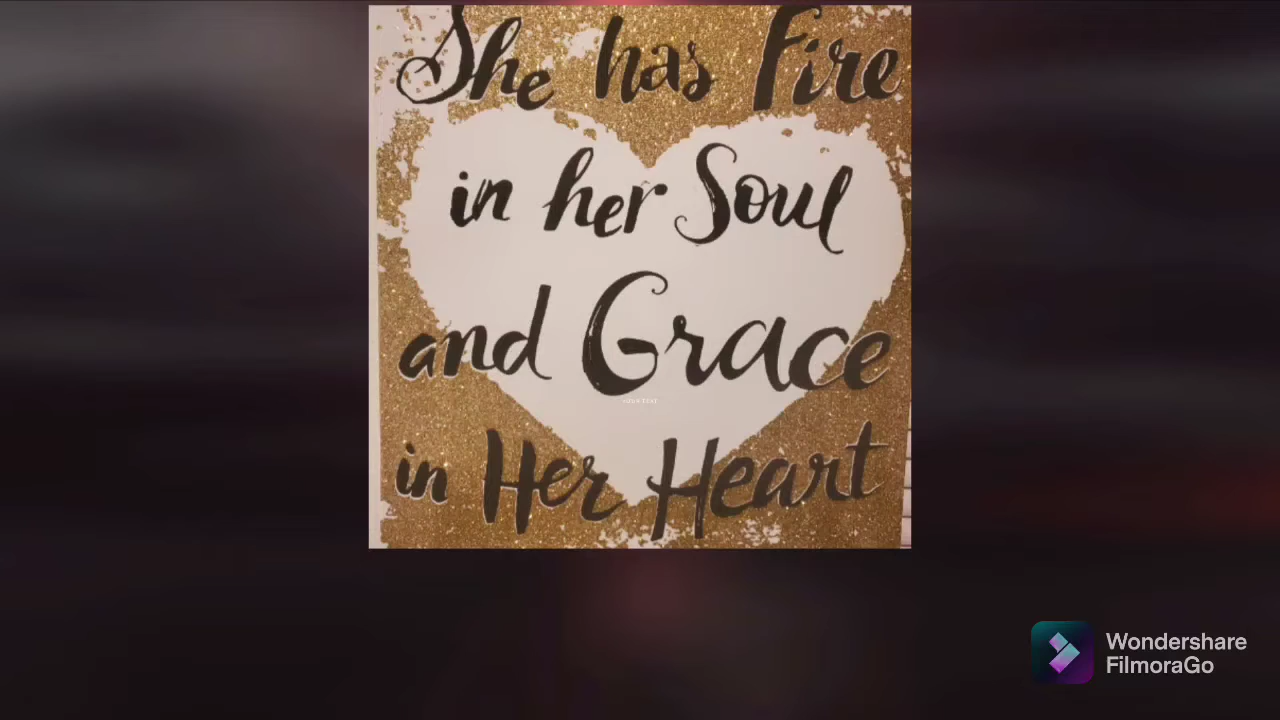 She has Fire
in her Soul
and Grace
in Her Heart
Wondershare
FilmoraGo